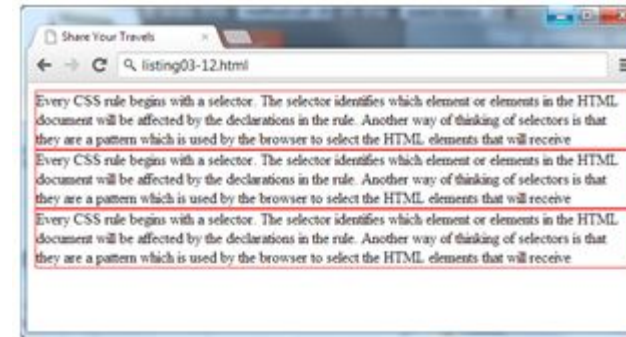 Share Your Travels
listing03-12.html
Every CSS rule begins with a selector. The selector identifies which element or elements in the HTML
document will be affected by the declarations in the rule. Another way of thinking of selectors is that
they are a pattern which is used by the browser to select the HTML elements that will receive
Every CSS rule begins with a selector. The selector identifies which element or elements in the HTML
document will be affected by the declarations in the rule. Another way of thinking of selectors is that
they are a pattern which is used by the browser to select the HTML elements that will receive
Every CSS rule begins with a selector. The selector identifies which element or elements in the HTML
document will be affected by the declarations in the rule. Another way of thinking of selectors is that
they are a pattern which is used by the browser to select the HTML elements that will receive